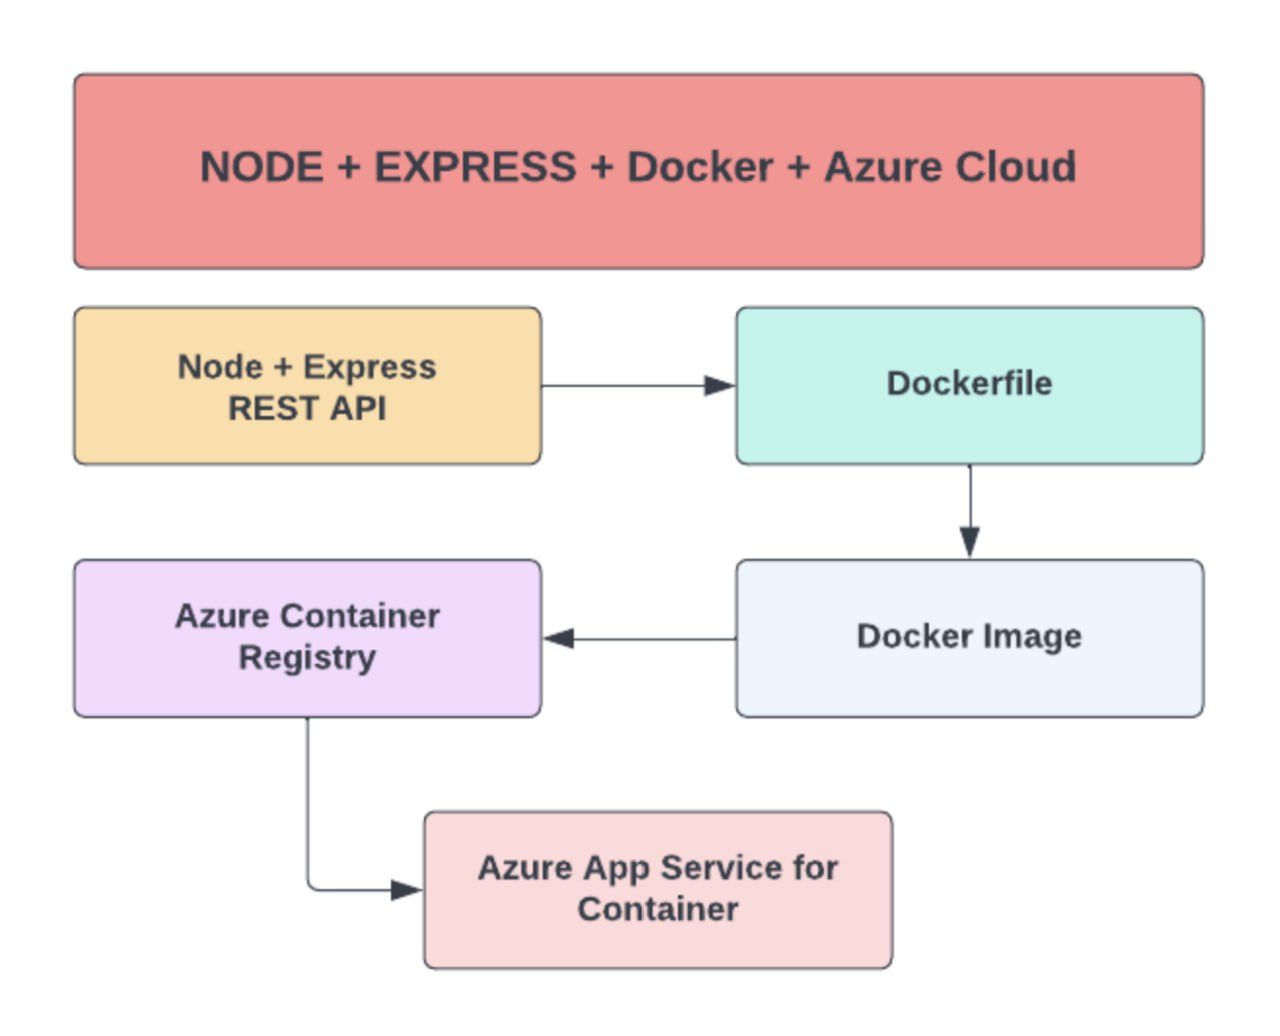 NODE + EXPRESS + Docker + Azure Cloud
Node + Express
REST API
Dockerfile
Azure Container
Registry
Docker Image
Azure App Service for
Container